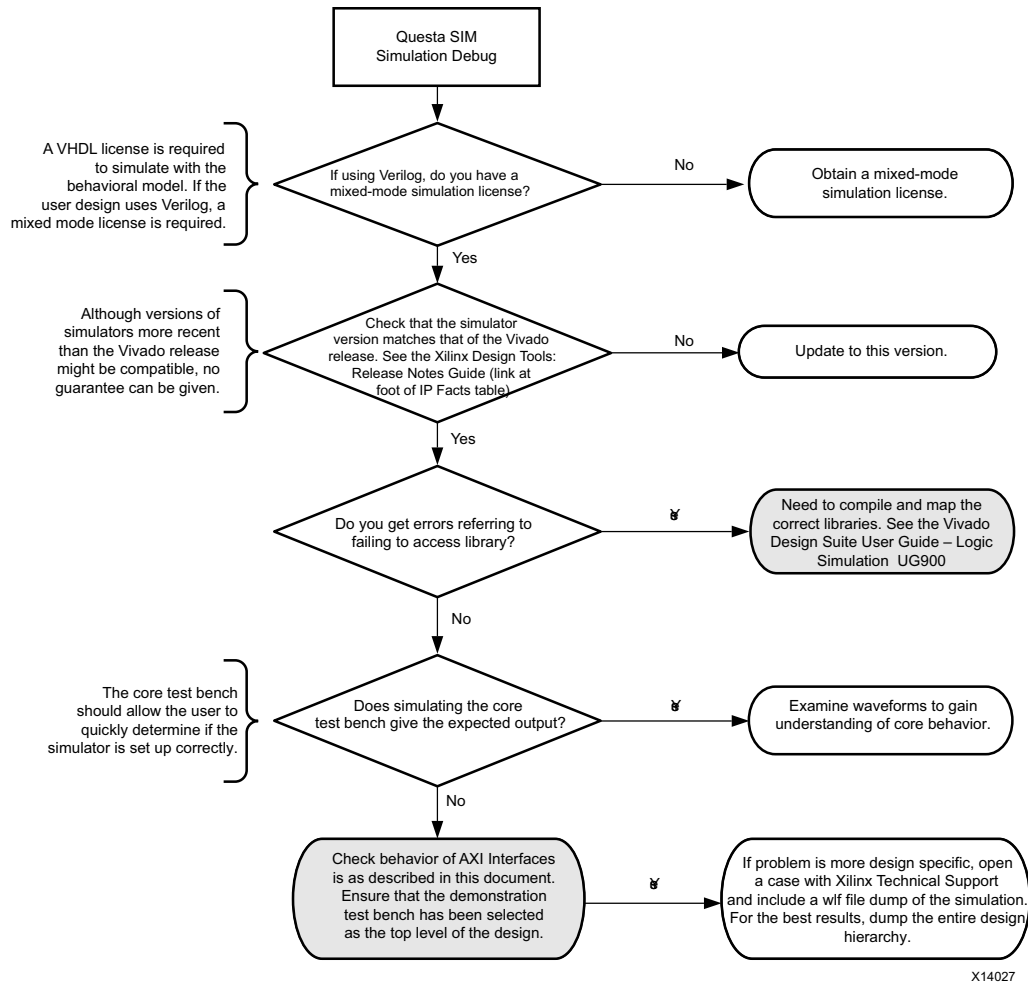 Questa SIM
Simulation Debug
A VHDL license is required
to simulate with the
behavioral model. If the
user design uses Verilog, a
mixed mode license is required.
If using Verilog, do you have a
mixed-mode simulation license?
No
Obtain a mixed-mode
simulation license.
Yes
Although versions of
simulators more recent
than the Vivado release
might be compatible, no
guarantee can be given.
Check that the simulator
version matches that of the Vivado
release. See the Xilinx Design Tools:
Release Notes Guide (link at
foot of IP Facts table)
No
Update to this version.
Yes
Do you get errors referring to
failing to access library?
Need to compile and map the
correct libraries. See the Vivado
Design Suite User Guide – Logic
Simulation UG900
No
The core test bench
should allow the user to
quickly determine if the
simulator is set up correctly.
Does simulating the core
test bench give the expected output?
Examine waveforms to gain
understanding of core behavior.
No
Check behavior of AXI Interfaces
is as described in this document.
Ensure that the demonstration
test bench has been selected
as the top level of the design.
If problem is more design specific, open
a case with Xilinx Technical Support
and include a wlf file dump of the simulation.
For the best results, dump the entire design
hierarchy.
X14027